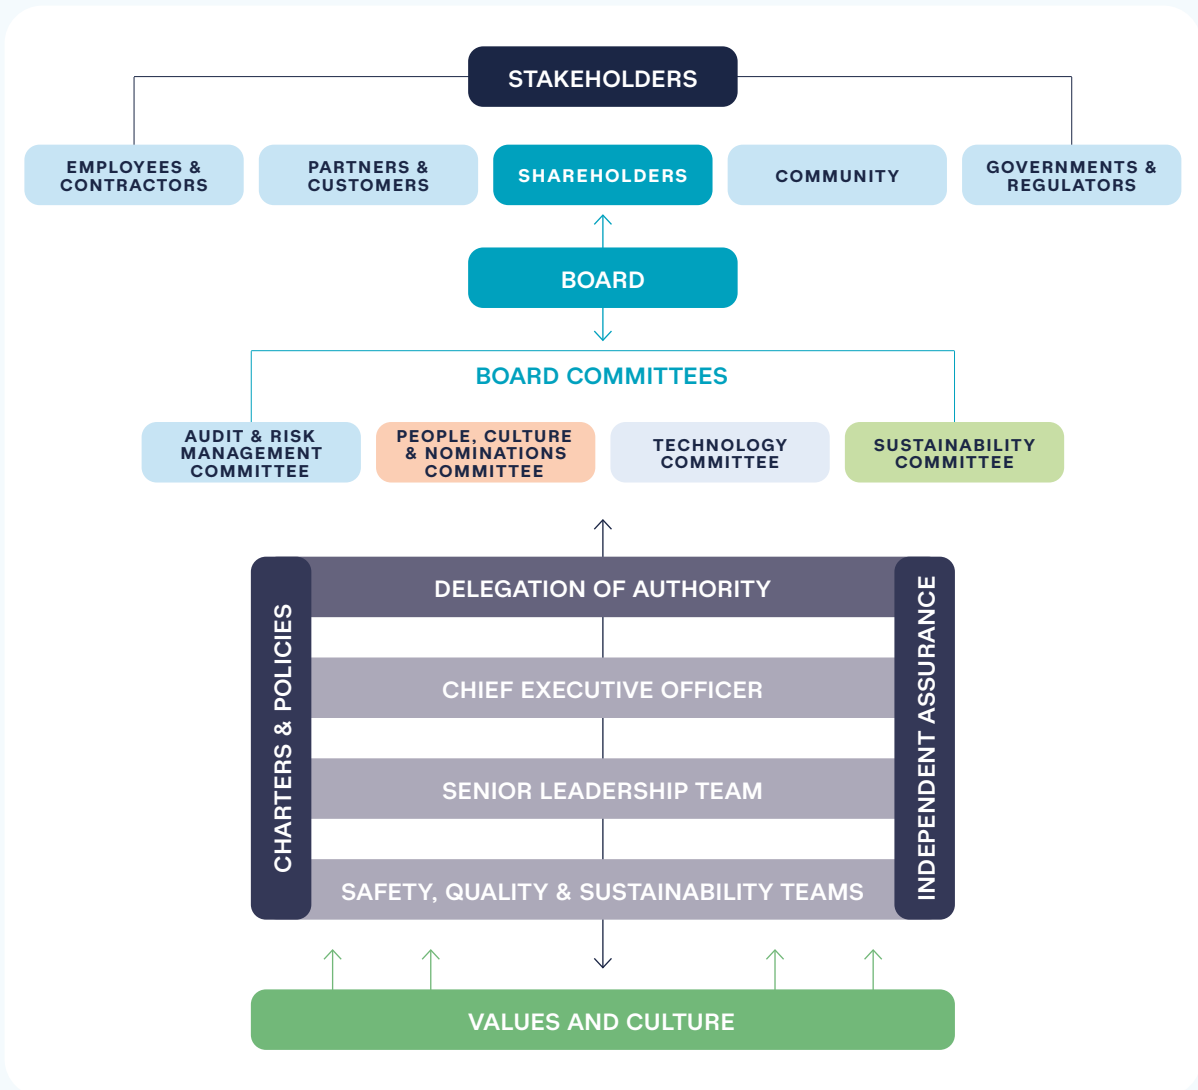 STAKEHOLDERS
EMPLOYEES &
CONTRACTORS
PARTNERS &
CUSTOMERS
SHAREHOLDERS
COMMUNITY
GOVERNMENTS &
REGULATORS
BOARD
BOARD COMMITTEES
AUDIT & RISK
MANAGEMENT
COMMITTEE
PEOPLE, CULTURE
& NOMINATIONS
COMMITTEE
TECHNOLOGY
COMMITTEE
SUSTAINABILITY
COMMITTEE
CHARTERS & POLICIES
DELEGATION OF AUTHORITY
CHIEF EXECUTIVE OFFICER
SENIOR LEADERSHIP TEAM
SAFETY, QUALITY & SUSTAINABILITY TEAMS
INDEPENDENT ASSURANCE
VALUES AND CULTURE